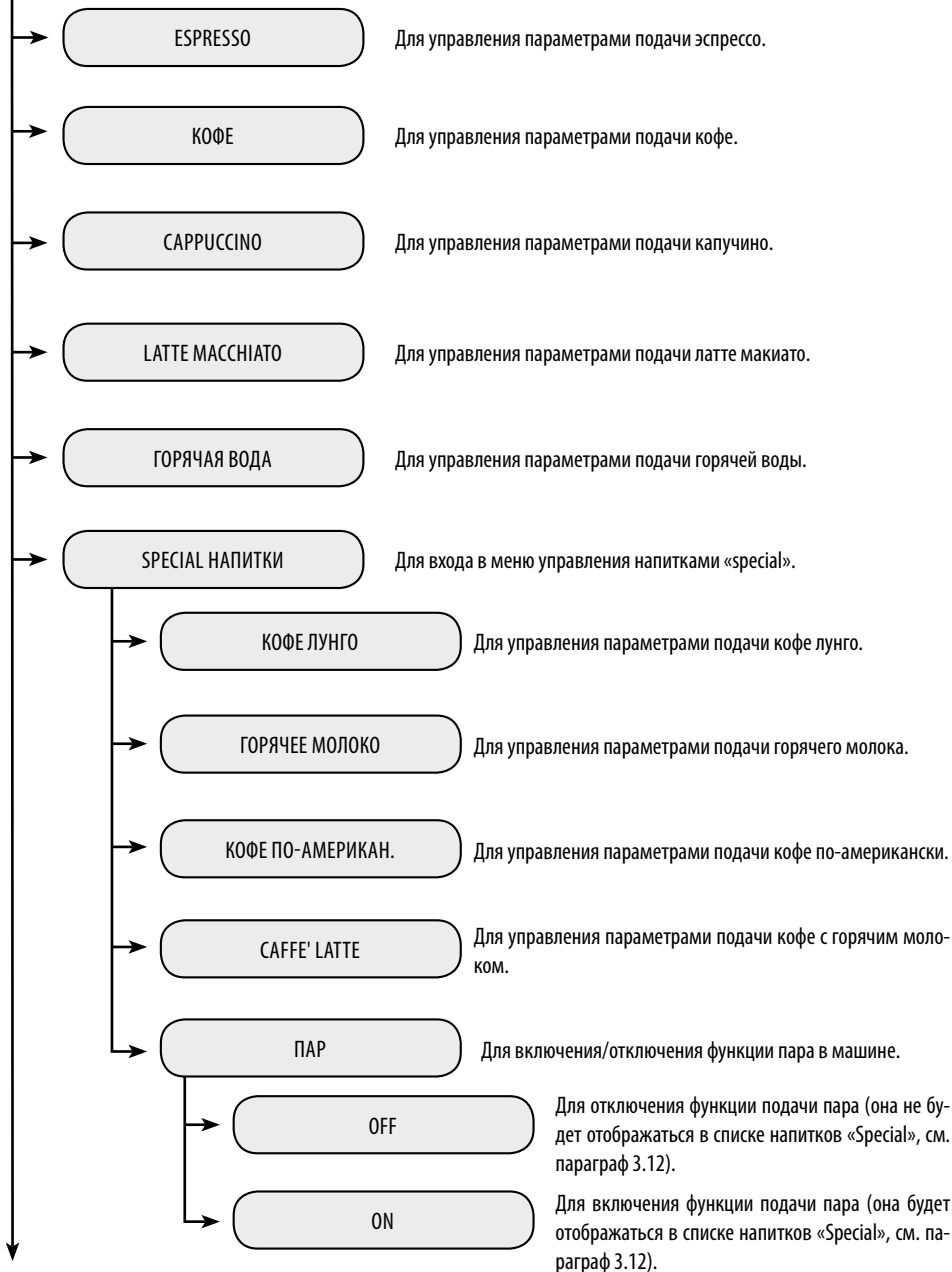 ESPRESSO
Для управления параметрами подачи эспрессо.
КОФЕ
Для управления параметрами подачи кофе.
CAPPUCCINO
Для управления параметрами подачи капучино.
LATTE MACCHIATO
Для управления параметрами подачи латте макиато.
ГОРЯЧАЯ ВОДА
Для управления параметрами подачи горячей воды.
SPECIAL НАПИТКИ
Для входа в меню управления напитками «special».
КОФЕ ЛУНГО
Для управления параметрами подачи кофе лунго.
ГОРЯЧЕЕ МОЛОКО
Для управления параметрами подачи горячего молока.
КОФЕ ПО-АМЕРИКАН.
Для управления параметрами подачи кофе по-американски.
CAFFE' LATTE
Для управления параметрами подачи кофе с горячим моло-
ком.
ПАР
Для включения/отключения функции пара в машине.
OFF
Для отключения функции подачи пара (она не бу-
дет отображаться в списке напитков «Special», см.
параграф 3.12).
ON
Для включения функции подачи пара (она будет
отображаться в списке напитков «Special», см. па-
раграф 3.12).